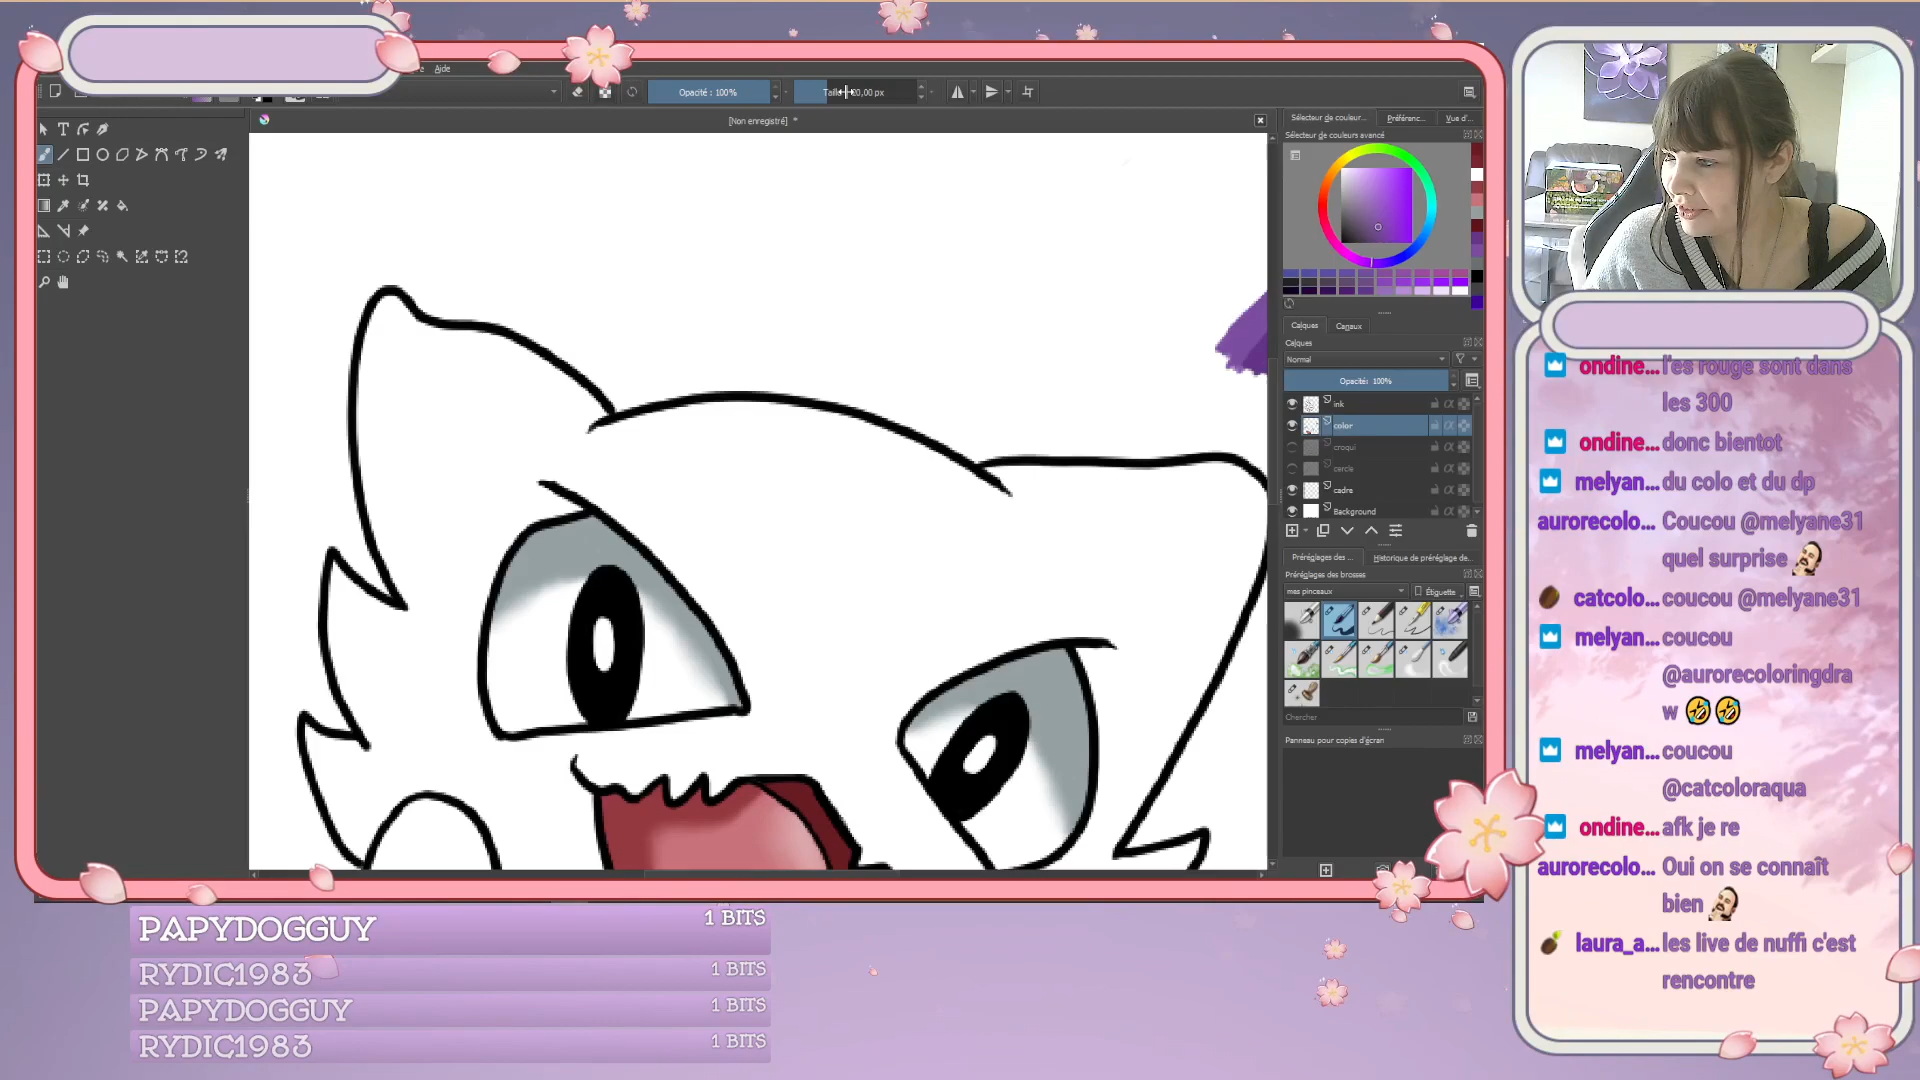 Aide
Opacité : 100%
[Non enregistré] *
Sélecteur de couleur...
Préféranc...
Vue d'...
Sélecteur de couleurs avancé
Calques
Canaux
Calques
Normal
Opacité: 100%
ink
color
croqui
cercle
cadre
Background
Préréglages des ...
Historique de préréglage de...
Préréglages des brosses
mes pinceaux
Étiquette
Chercher
Panneau pour copies d'écran
ondine... l'es rouge sont dans
les 300
ondine... donc bientot
melyan... du colo et du dp
aurorecolo... Coucou @melyane31
quel surprise
catcolo... coucou @melyane31
melyan... coucou
@aurorecoloringdra
w
melyan... coucou
@catcoloraqua
ondine... afk je re
aurorecolo... Oui on se connaît
bien
laura_a... les live de nuffi c'est
rencontre
PAPYDOGGUY 1 BITS
RYDIC1983 1 BITS
PAPYDOGGUY 1 BITS
RYDIC1983 1 BITS